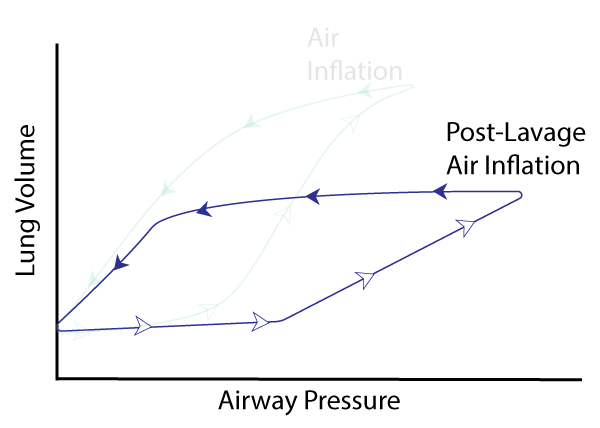 Air
Inflation
Post-Lavage
Air Inflation
Lung Volume
Airway Pressure